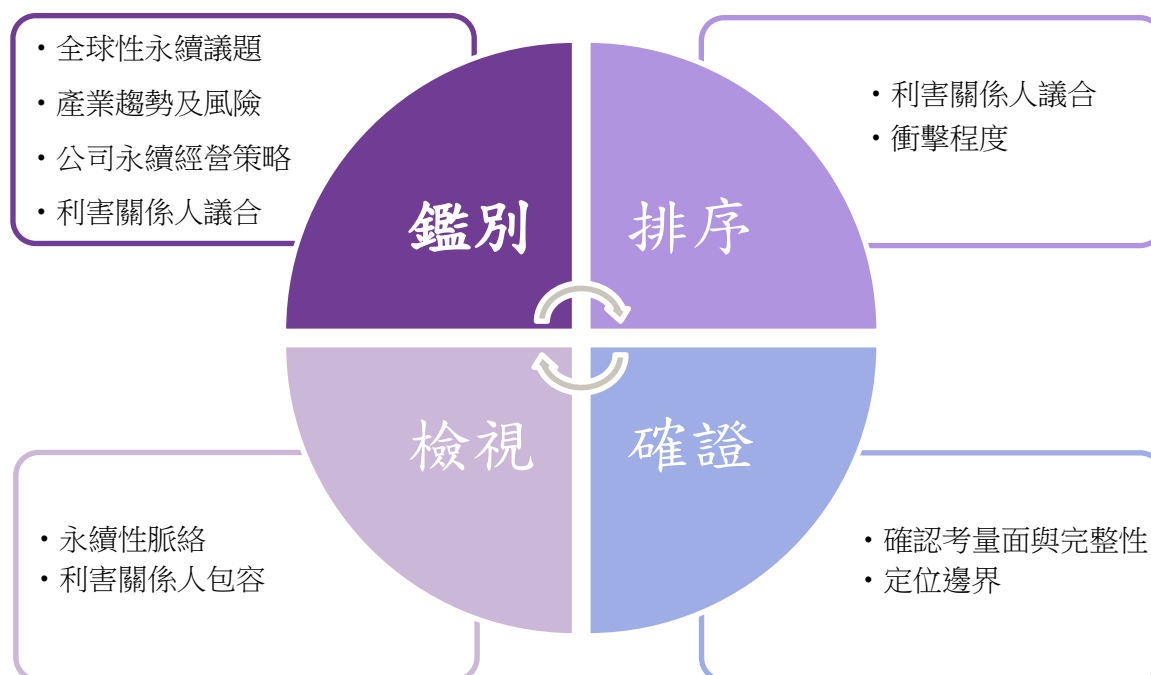 ・全球性永續議題
・產業趨勢及風險
・公司永續經營策略
・利害關係人議合
鑑別
排序
・利害關係人議合
・衝擊程度
檢視
確證
・永續性脈絡
・利害關係人包容
・確認考量面與完整性
・定位邊界